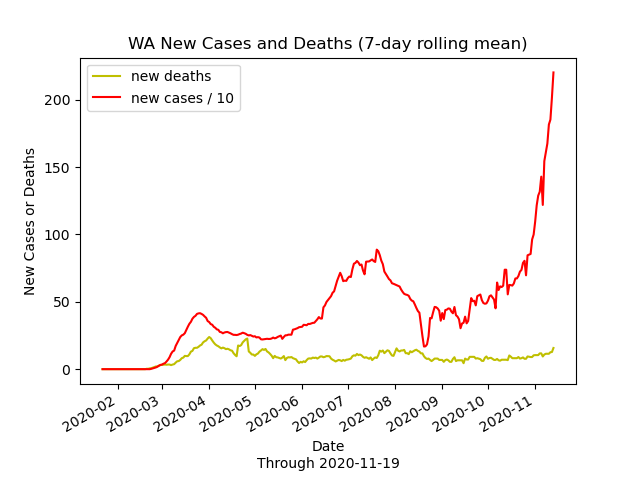 WA New Cases and Deaths (7-day rolling mean)
new deaths
new cases / 10
New Cases or Deaths
200
150
100
50
0
2020-02
2020-03
2020-04
2020-05
2020-06
2020-07
2020-08
2020-09
2020-10
2020-11
Date
Through 2020-11-19